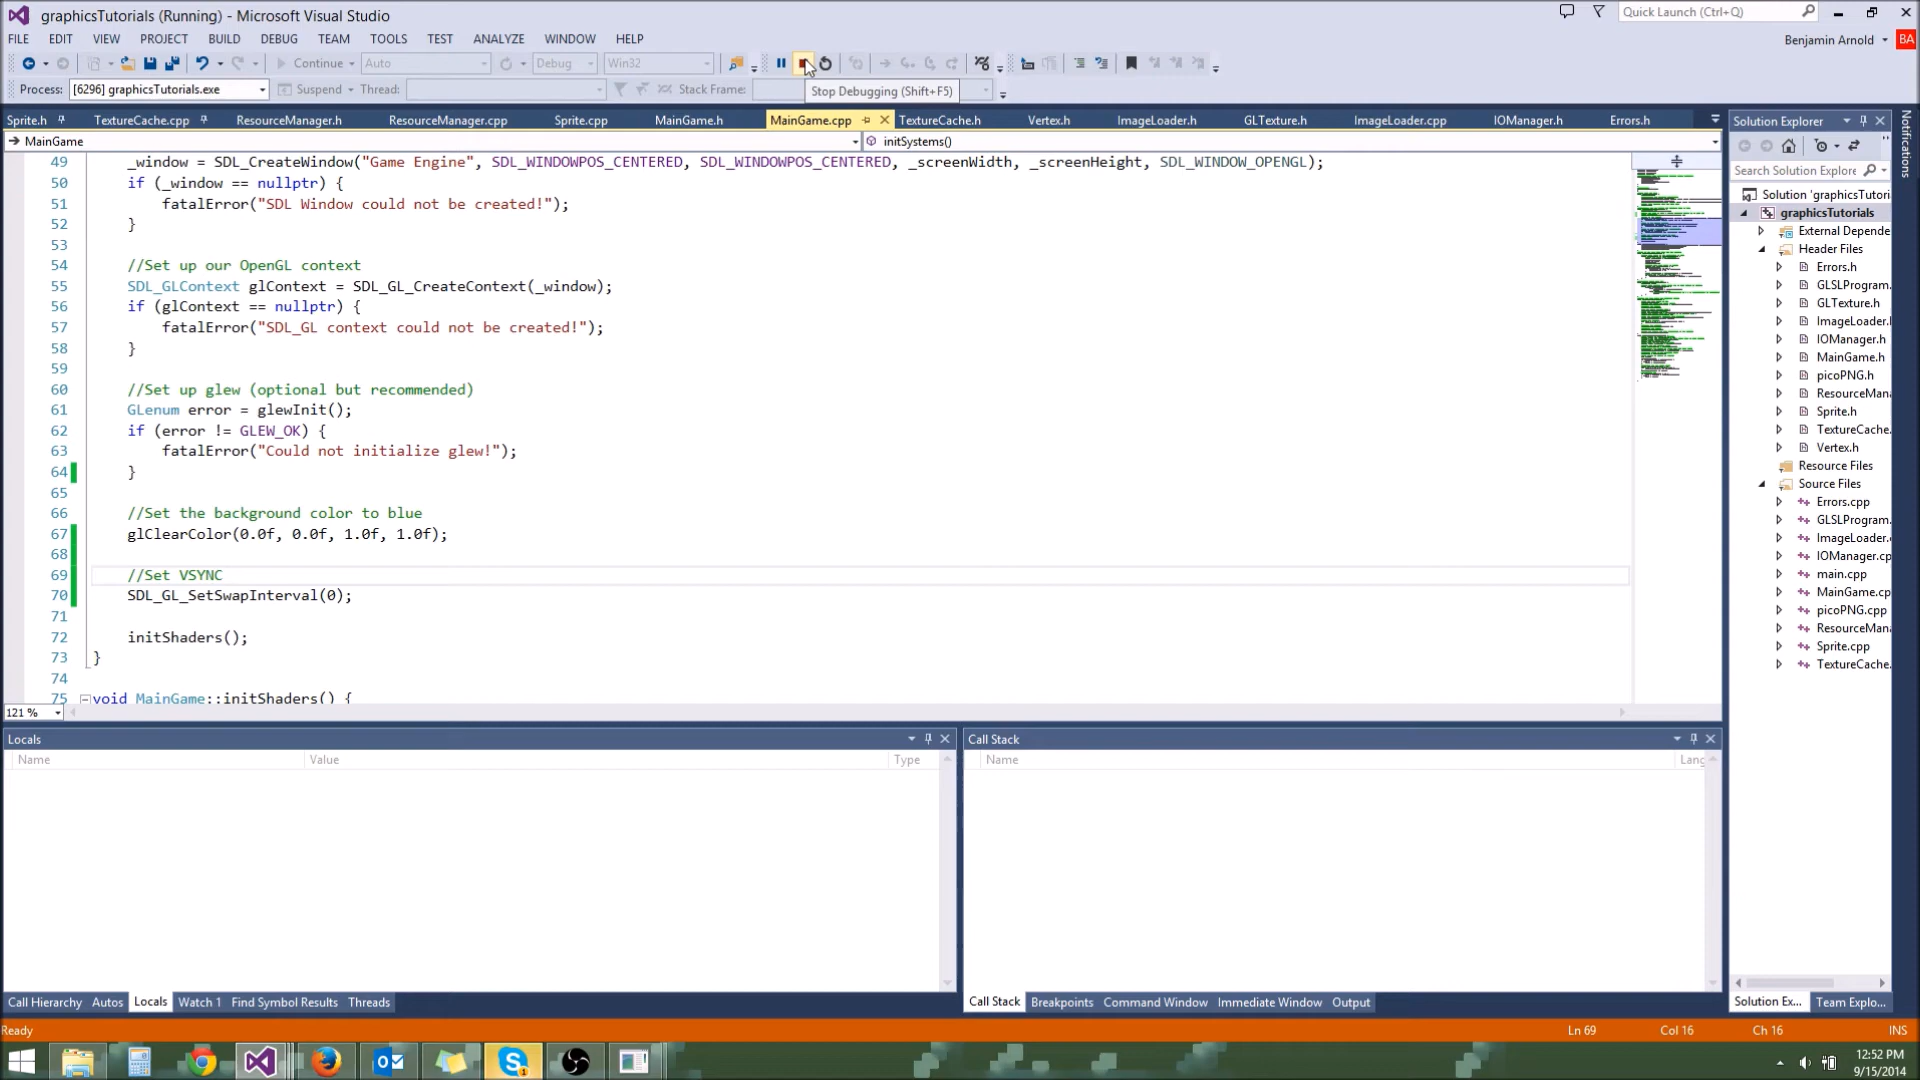 graphicsTutorials (Running) - Microsoft Visual Studio
Quick Launch (Ctrl+Q)
FILE EDIT VIEW PROJECT BUILD DEBUG TEAM TOOLS TEST ANALYZE WINDOW HELP
Benjamin Arnold BA
Continue Auto Debug Win32
Process: [6296] graphicsTutorials.exe Suspend Thread: Stack Frame:
Stop Debugging (Shift+F5)
Sprite.h TextureCache.cpp ResourceManager.h ResourceManager.cpp Sprite.cpp MainGame.h MainGame.cpp TextureCache.h Vertex.h ImageLoader.h GLTexture.h ImageLoader.cpp IOManager.h Errors.h
MainGame initSystems()
49 _window = SDL_CreateWindow("Game Engine", SDL_WINDOWPOS_CENTERED, SDL_WINDOWPOS_CENTERED, _screenWidth, _screenHeight, SDL_WINDOW_OPENGL);
50 if (_window == nullptr) {
51 fatalError("SDL Window could not be created!");
52 }
53
54 //Set up our OpenGL context
55 SDL_GLContext glContext = SDL_GL_CreateContext(_window);
56 if (glContext == nullptr) {
57 fatalError("SDL_GL context could not be created!");
58 }
59
60 //Set up glew (optional but recommended)
61 GLenum error = glewInit();
62 if (error != GLEW_OK) {
63 fatalError("Could not initialize glew!");
64 }
65
66 //Set the background color to blue
67 glClearColor(0.0f, 0.0f, 1.0f, 1.0f);
68
69 //Set VSYNC
70 SDL_GL_SetSwapInterval(0);
71
72 initShaders();
73 }
74
75 void MainGame::initShaders() {
121 %
Solution Explorer
Search Solution Explore
Solution 'graphicsTutori
graphicsTutorials
External Depende
Header Files
Errors.h
GLSLProgram.
GLTexture.h
ImageLoader.h
IOManager.h
MainGame.h
picoPNG.h
ResourceMana
Sprite.h
TextureCache.
Vertex.h
Resource Files
Source Files
Errors.cpp
GLSLProgram.
ImageLoader.c
IOManager.cp
main.cpp
MainGame.cp
picoPNG.cpp
ResourceMana
Sprite.cpp
TextureCache.
Solution Ex... Team Explo...
Notifications
Locals
Name Value Type
Call Stack
Name Lang
Call Hierarchy Autos Locals Watch 1 Find Symbol Results Threads
Call Stack Breakpoints Command Window Immediate Window Output
Ready Ln 69 Col 16 Ch 16 INS
12:52 PM
9/15/2014